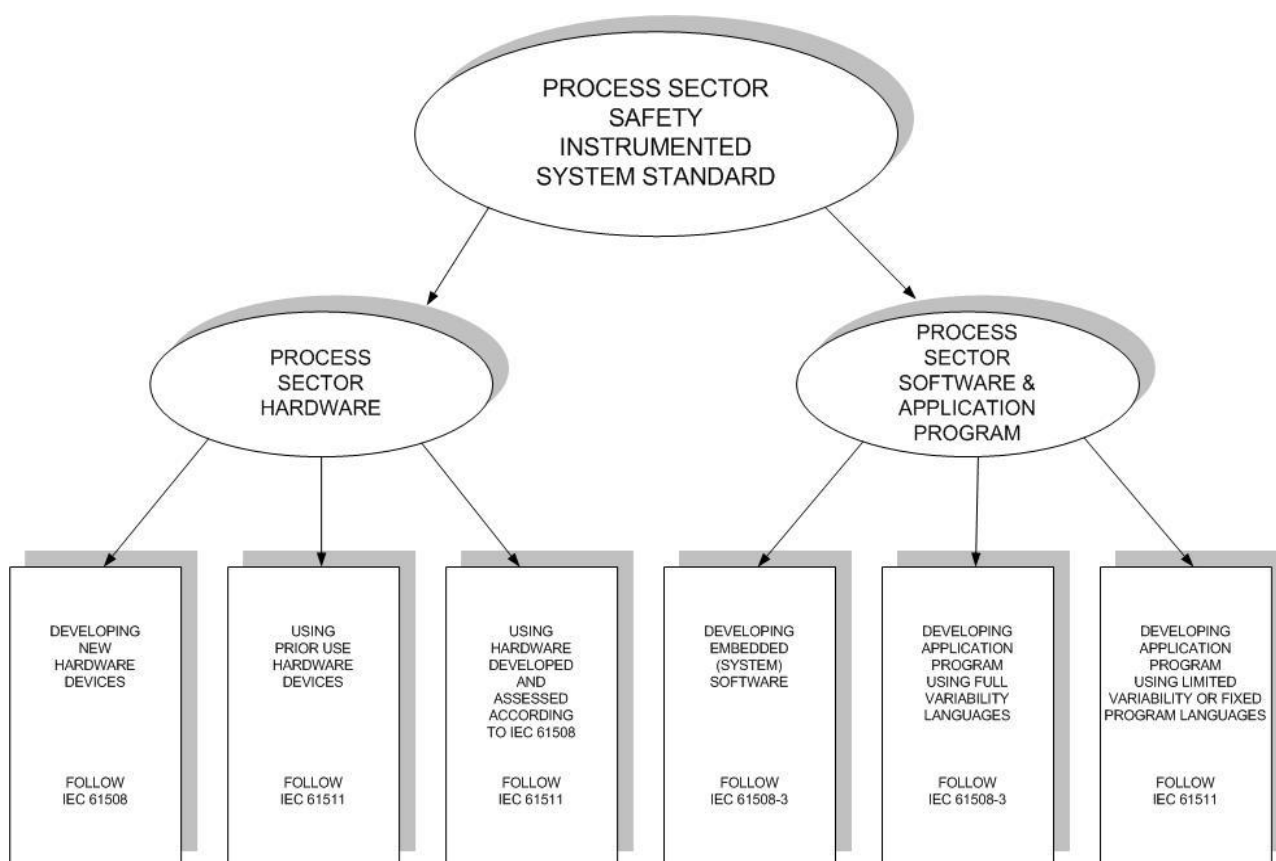 PROCESS SECTOR
SAFETY
INSTRUMENTED
SYSTEM STANDARD
PROCESS
SECTOR
HARDWARE
PROCESS
SECTOR
SOFTWARE &
APPLICATION
PROGRAM
DEVELOPING
NEW
HARDWARE
DEVICES
FOLLOW
IEC 61508
USING
PRIOR USE
HARDWARE
DEVICES
FOLLOW
IEC 61511
USING
HARDWARE
DEVELOPED
AND
ASSESSED
ACCORDING
TO IEC 61508
FOLLOW
IEC 61511
DEVELOPING
EMBEDDED
(SYSTEM)
SOFTWARE
FOLLOW
IEC 61508-3
DEVELOPING
APPLICATION
PROGRAM
USING FULL
VARIABILITY
LANGUAGES
FOLLOW
IEC 61508-3
DEVELOPING
APPLICATION
PROGRAM
USING LIMITED
VARIABILITY OR FIXED
PROGRAM LANGUAGES
FOLLOW
IEC 61511